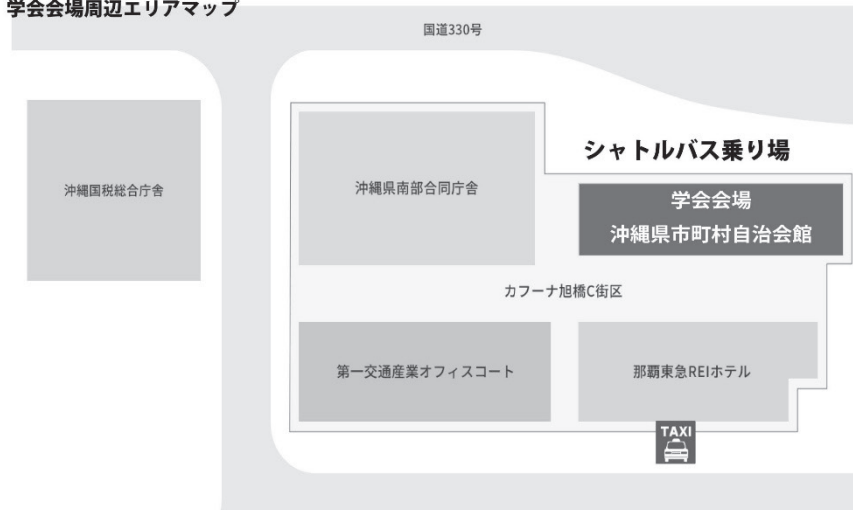 学会会場周辺エリアマップ
国道330号
シャトルバス乗り場
沖縄国税総合庁舎
沖縄県南部合同庁舎
学会会場
沖縄県市町村自治会館
カフーナ旭橋C街区
第一交通産業オフィスコート
那覇東急REIホテル
TAXI